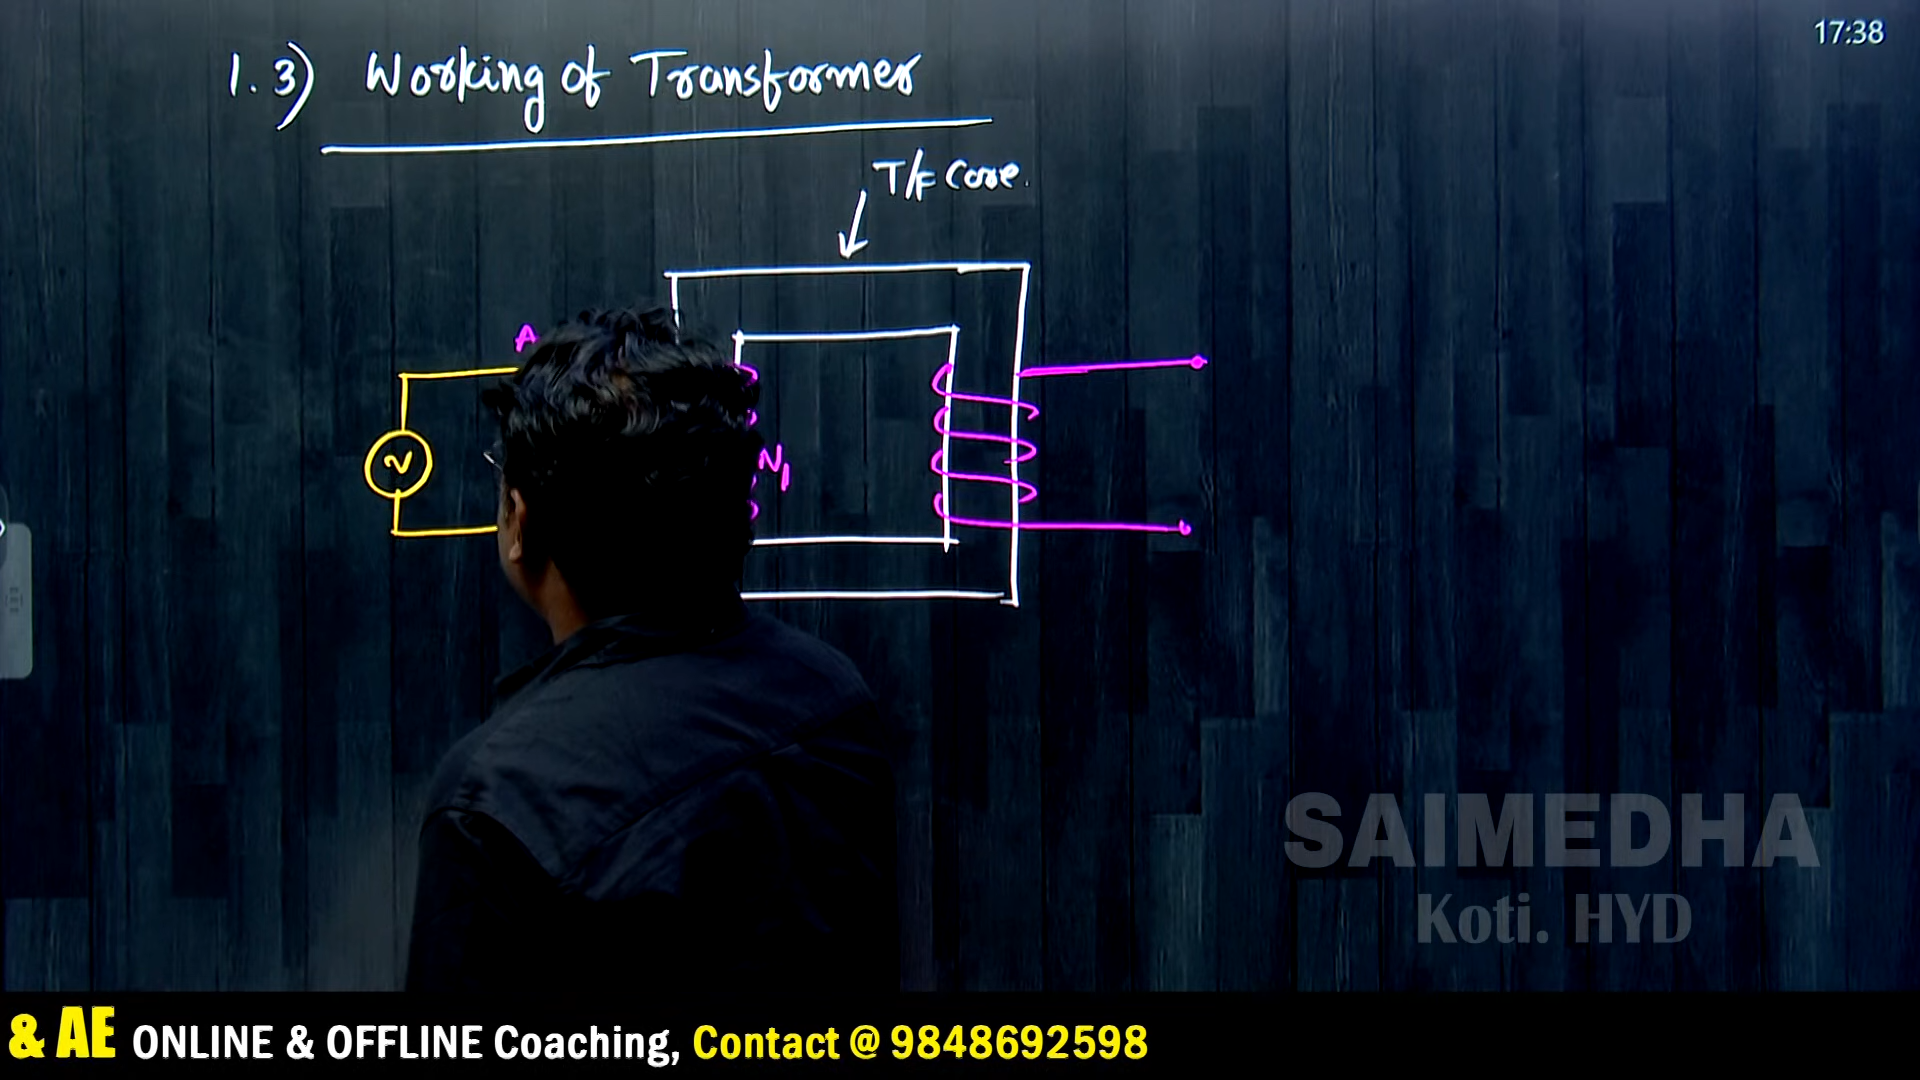 17:38
1.3) Working of Transformer
T/F Core.
A
N1
SAIMEDHA
Koti. HYD
& AE ONLINE & OFFLINE Coaching, Contact @ 9848692598